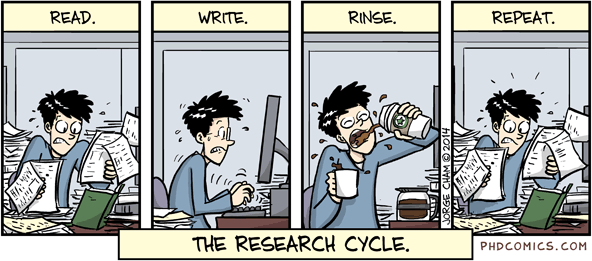 READ.
WRITE.
RINSE.
REPEAT.
JORGE CHAM © 2014
THE RESEARCH CYCLE.
PHDCOMICS.COM